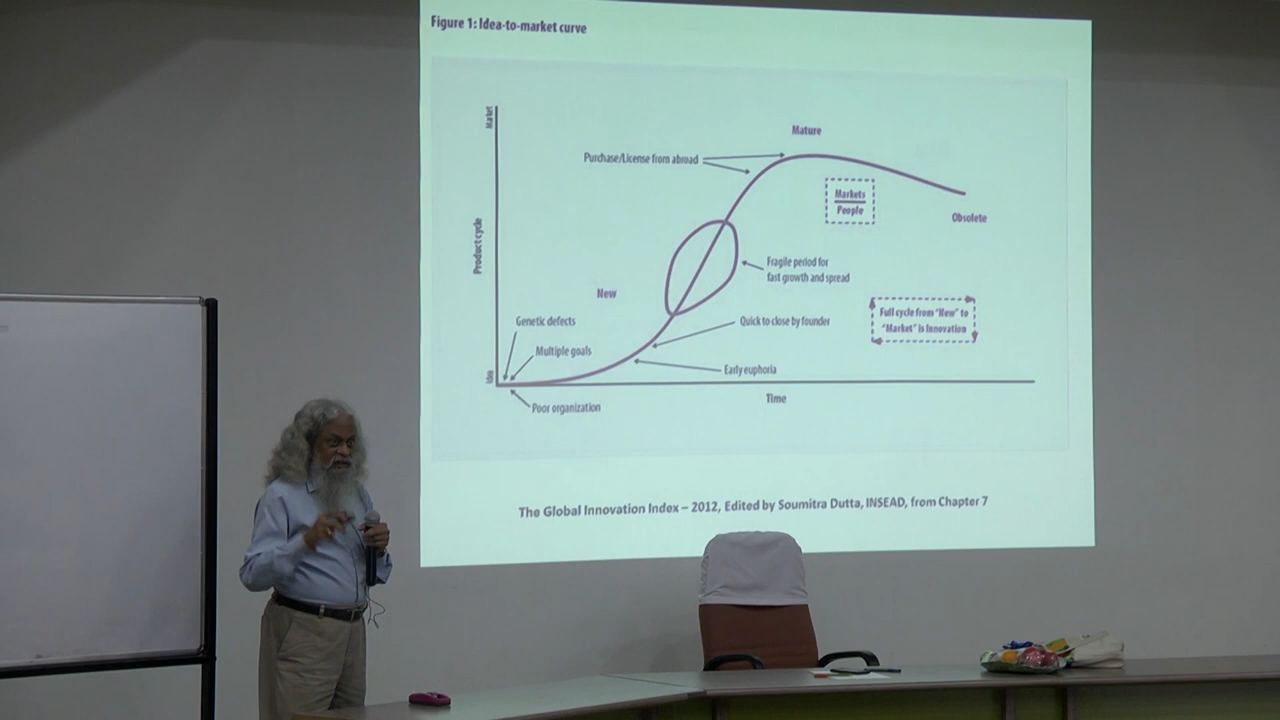 Figure 1: Idea-to-market curve
Market
Mature
Purchase/License from abroad
Markets
People
Obsolete
Product cycle
Fragile period for
fast growth and spread
New
Full cycle from "New" to
"Market" is Innovation
Genetic defects
Quick to close by founder
Multiple goals
Early euphoria
Idea
Time
Poor organization
The Global Innovation Index – 2012, Edited by Soumitra Dutta, INSEAD, from Chapter 7